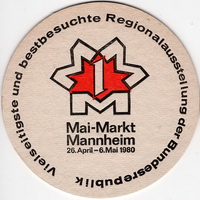 Vielseitigste und bestbesuchte Regionalausstellung der Bundesrepublik
M
Mai-Markt
Mannheim
26. April - 6. Mai 1980